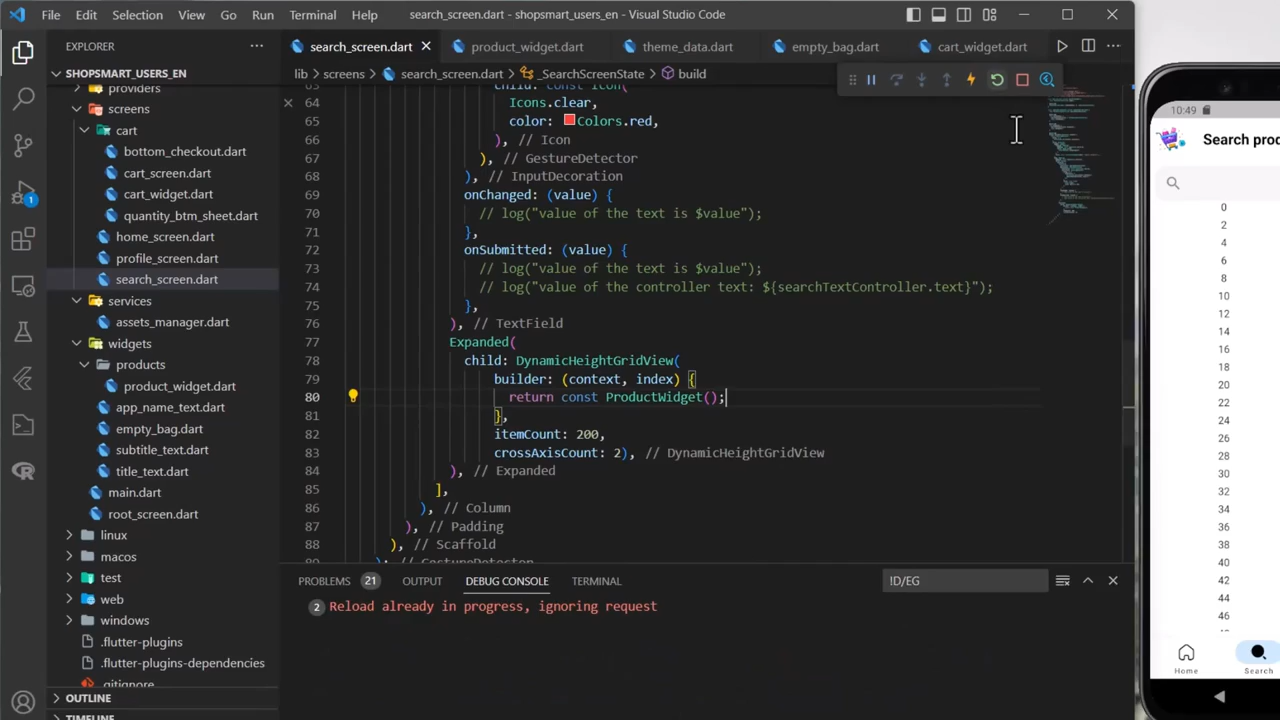 File Edit Selection View Go Run Terminal Help search_screen.dart - shopsmart_users_en - Visual Studio Code
EXPLORER
search_screen.dart product_widget.dart theme_data.dart empty_bag.dart cart_widget.dart
SHOPSMART_USERS_EN
lib screens search_screen.dart _SearchScreenState build
providers
screens
cart
bottom_checkout.dart
cart_screen.dart
cart_widget.dart
quantity_btm_sheet.dart
home_screen.dart
profile_screen.dart
search_screen.dart
services
assets_manager.dart
widgets
products
product_widget.dart
app_name_text.dart
empty_bag.dart
subtitle_text.dart
title_text.dart
main.dart
root_screen.dart
linux
macos
test
web
windows
.flutter-plugins
.flutter-plugins-dependencies
.gitignore
OUTLINE
TIMELINE
1
63 child: const Icon(
64 Icons.clear,
65 color: Colors.red,
66 ), // Icon
67 ), // GestureDetector
68 ), // InputDecoration
69 onChanged: (value) {
70 // log("value of the text is $value");
71 },
72 onSubmitted: (value) {
73 // log("value of the text is $value");
74 // log("value of the controller text: ${searchTextController.text}");
75 },
76 ), // TextField
77 Expanded(
78 child: DynamicHeightGridView(
79 builder: (context, index) {
80 return const ProductWidget();
81 },
82 itemCount: 200,
83 crossAxisCount: 2), // DynamicHeightGridView
84 ), // Expanded
85 ],
86 ), // Column
87 ), // Padding
88 ), // Scaffold
89 ); // GestureDetector
PROBLEMS 21 OUTPUT DEBUG CONSOLE TERMINAL !D/EG
2 Reload already in progress, ignoring request
10:49
Search prod
0
2
4
6
8
10
12
14
16
18
20
22
24
26
28
30
32
34
36
38
40
42
44
46
Home Search